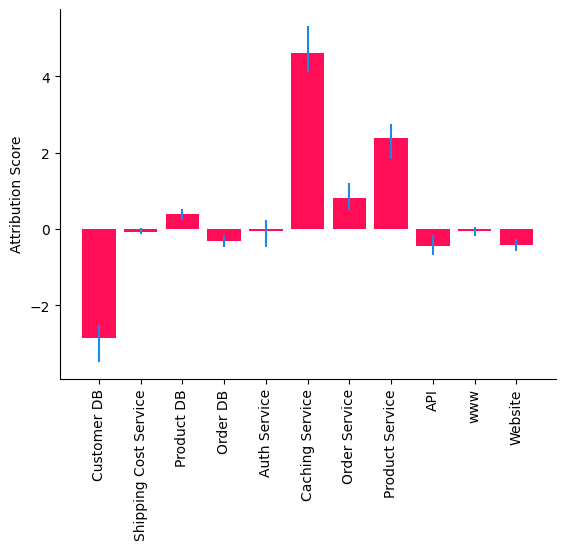 Attribution Score
4
2
0
−2
Customer DB
Shipping Cost Service
Product DB
Order DB
Auth Service
Caching Service
Order Service
Product Service
API
www
Website